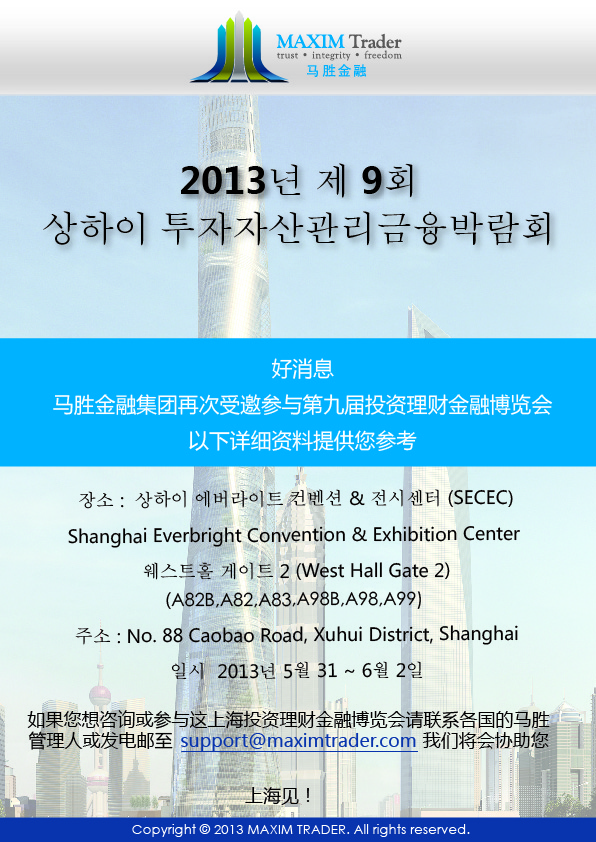 MAXIM Trader
trust • integrity • freedom
马胜金融
2013년 제 9회
상하이 투자자산관리금융박람회
好消息
马胜金融集团再次受邀参与第九届投资理财金融博览会
以下详细资料提供您参考
장소 : 상하이 에버라이트 컨벤션 & 전시센터 (SECEC)
Shanghai Everbright Convention & Exhibition Center
웨스트홀 게이트 2 (West Hall Gate 2)
(A82B,A82,A83,A98B,A98,A99)
주소 : No. 88 Caobao Road, Xuhui District, Shanghai
일시 2013년 5월 31 ~ 6월 2일
如果您想咨询或参与这上海投资理财金融博览会请联系各国的马胜
管理人或发电邮至 support@maximtrader.com 我们将会协助您
上海见！
Copyright © 2013 MAXIM TRADER. All rights reserved.